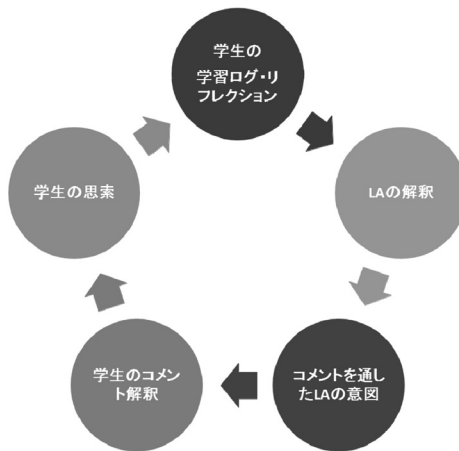 学生の
学習ログ・リ
フレクション
LAの解釈
コメントを通し
たLAの意図
学生のコメン
ト解釈
学生の思素